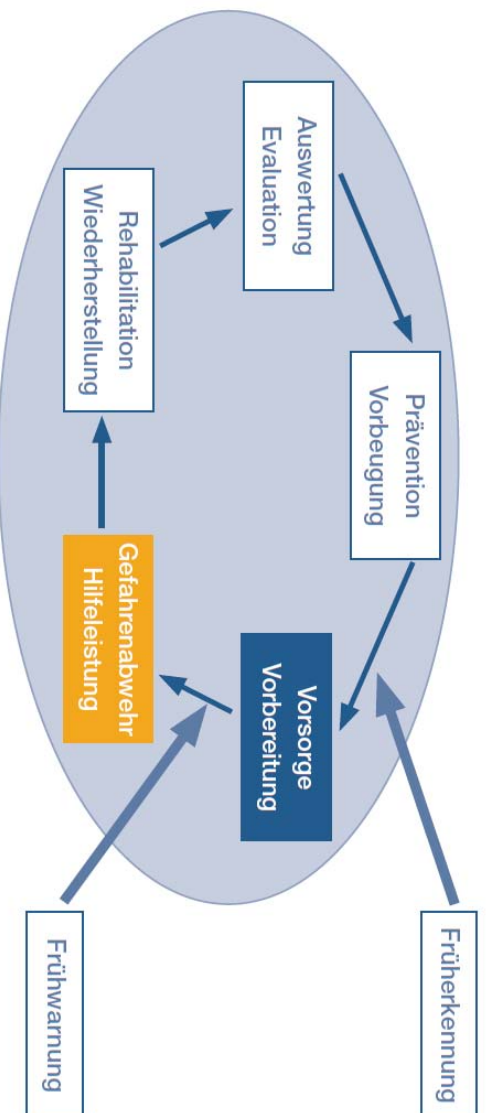 Prävention
Vorbeugung
Früherkennung
Auswertung
Evaluation
Vorsorge
Vorbereitung
Rehabilitation
Wiederherstellung
Gefahrenabwehr
Hilfeleistung
Frühwarnung